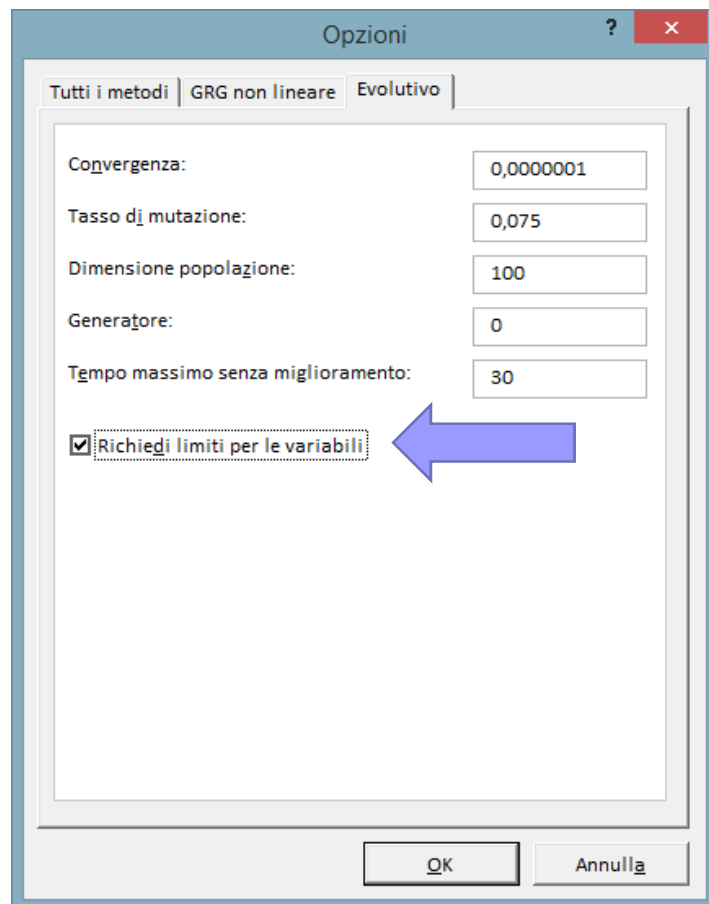 Opzioni
?
×
Tutti i metodi
GRG non lineare
Evolutivo
Convergenza:
0,0000001
Tasso di mutazione:
0,075
Dimensione popolazione:
100
Generatore:
0
Tempo massimo senza miglioramento:
30
Richiedi limiti per le variabili
OK
Annulla